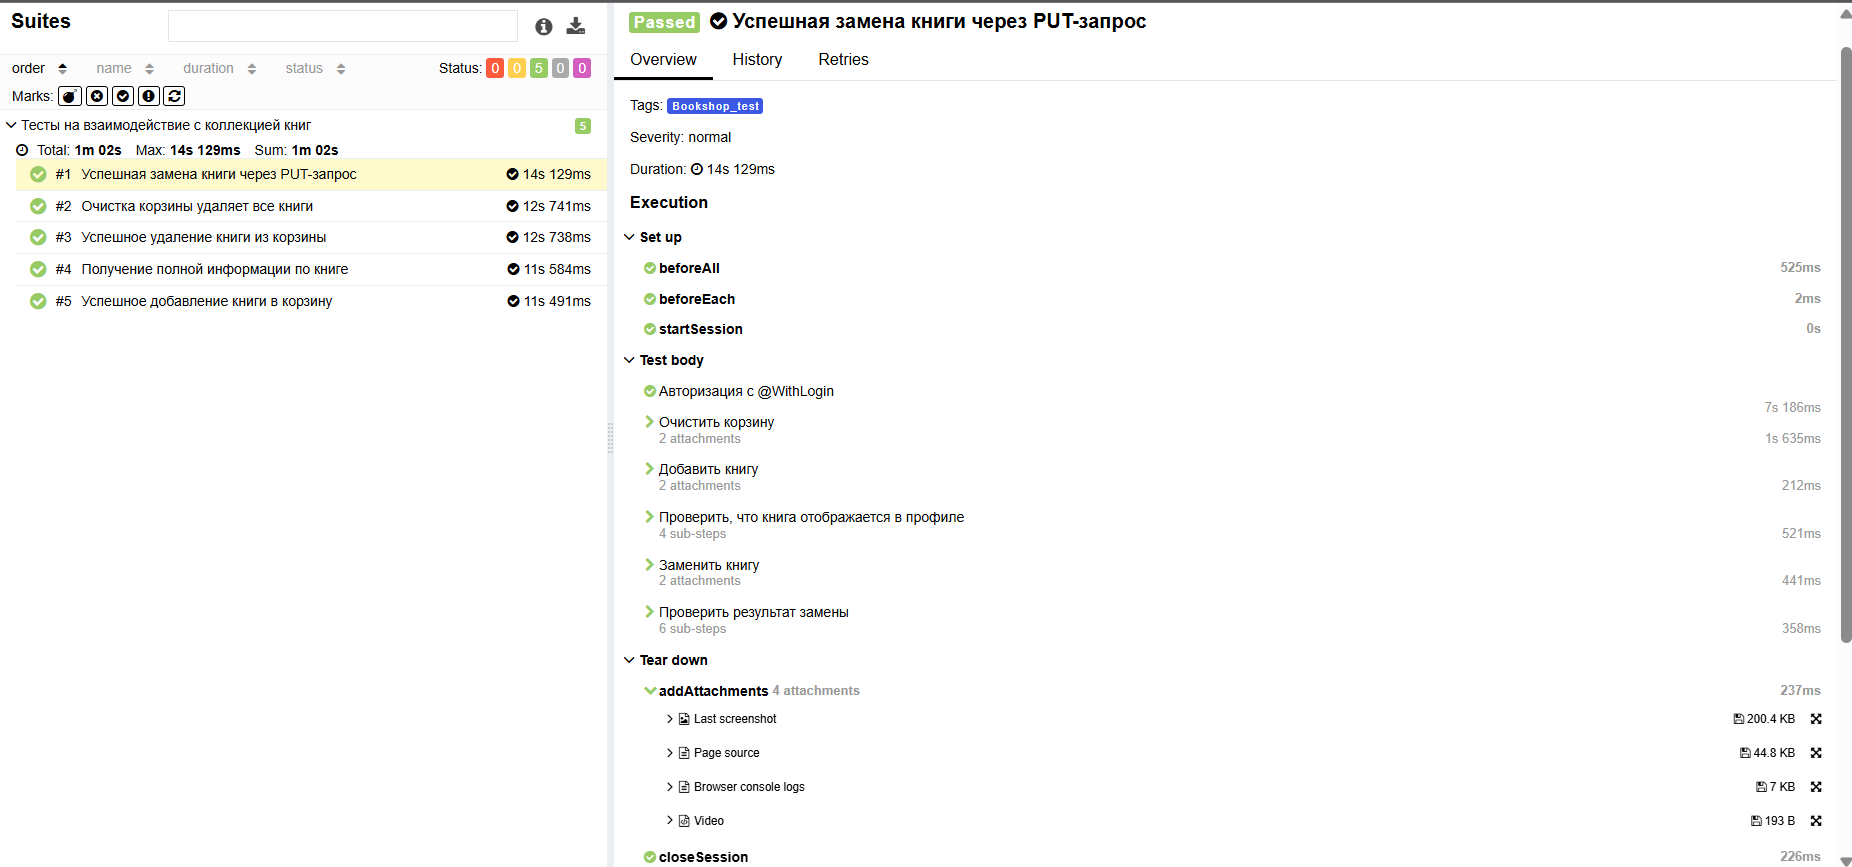 Suites
order name duration status Status: 0 0 5 0 0
Marks:
Тесты на взаимодействие с коллекцией книг 5
Total: 1m 02s Max: 14s 129ms Sum: 1m 02s
#1 Успешная замена книги через PUT-запрос 14s 129ms
#2 Очистка корзины удаляет все книги 12s 741ms
#3 Успешное удаление книги из корзины 12s 738ms
#4 Получение полной информации по книге 11s 584ms
#5 Успешное добавление книги в корзину 11s 491ms
Passed Успешная замена книги через PUT-запрос
Overview History Retries
Tags: Bookshop_test
Severity: normal
Duration: 14s 129ms
Execution
Set up
beforeAll 525ms
beforeEach 2ms
startSession 0s
Test body
Авторизация с @WithLogin
7s 186ms
Очистить корзину
2 attachments 1s 635ms
Добавить книгу
2 attachments 212ms
Проверить, что книга отображается в профиле
4 sub-steps 521ms
Заменить книгу
2 attachments 441ms
Проверить результат замены
6 sub-steps 358ms
Tear down
addAttachments 4 attachments 237ms
Last screenshot 200.4 KB
Page source 44.8 KB
Browser console logs 7 KB
Video 193 B
closeSession 226ms